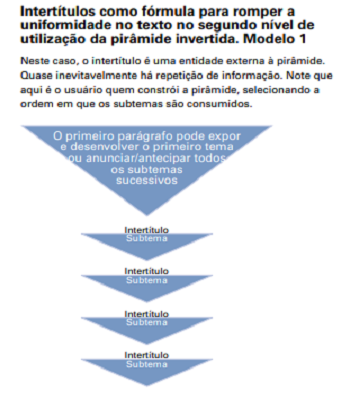 Intertítulos como fórmula para romper a
uniformidade no texto no segundo nível de
utilização da pirâmide invertida. Modelo 1
Neste caso, o intertítulo é uma entidade externa à pirâmide.
Quase inevitavelmente há repetição de informação. Note que
aqui é o usuário quem constrói a pirâmide, selecionando a
ordem em que os subtemas são consumidos.
O primeiro parágrafo pode expor
e desenvolver o primeiro tema
ou anunciar/antecipar todos
os subtemas
sucessivos
Intertítulo
Subtema
Intertítulo
Subtema
Intertítulo
Subtema
Intertítulo
Subtema